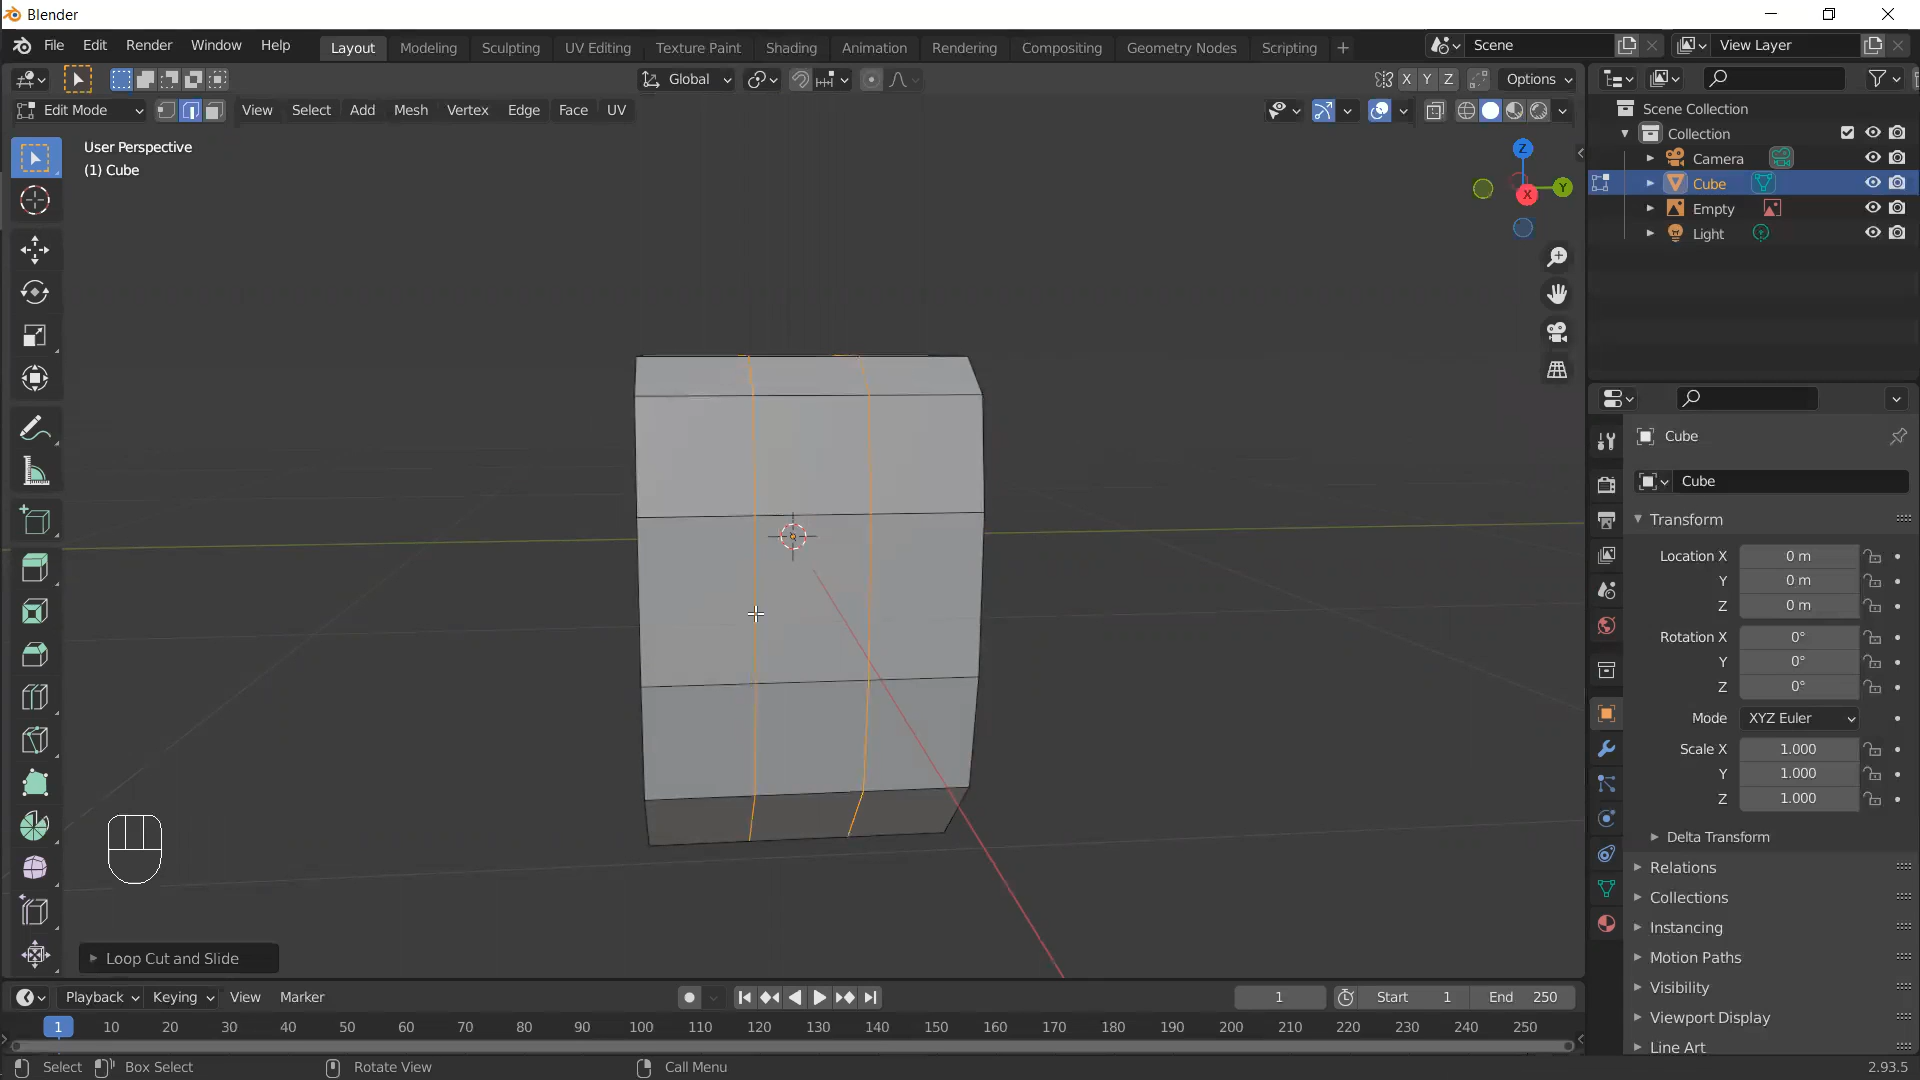 Blender
File Edit Render Window Help Layout Modeling Sculpting UV Editing Texture Paint Shading Animation Rendering Compositing Geometry Nodes Scripting + Scene View Layer
Global X Y Z Options
Edit Mode View Select Add Mesh Vertex Edge Face UV
User Perspective
(1) Cube
Z
Y
X
Scene Collection
Collection
Camera
Cube
Empty
Light
Cube
Cube
Transform
Location X 0 m
Y 0 m
Z 0 m
Rotation X 0°
Y 0°
Z 0°
Mode XYZ Euler
Scale X 1.000
Y 1.000
Z 1.000
Delta Transform
Relations
Collections
Instancing
Motion Paths
Visibility
Viewport Display
Line Art
Loop Cut and Slide
Playback Keying View Marker 1 Start 1 End 250
1 10 20 30 40 50 60 70 80 90 100 110 120 130 140 150 160 170 180 190 200 210 220 230 240 250
Select Box Select Rotate View Call Menu 2.93.5